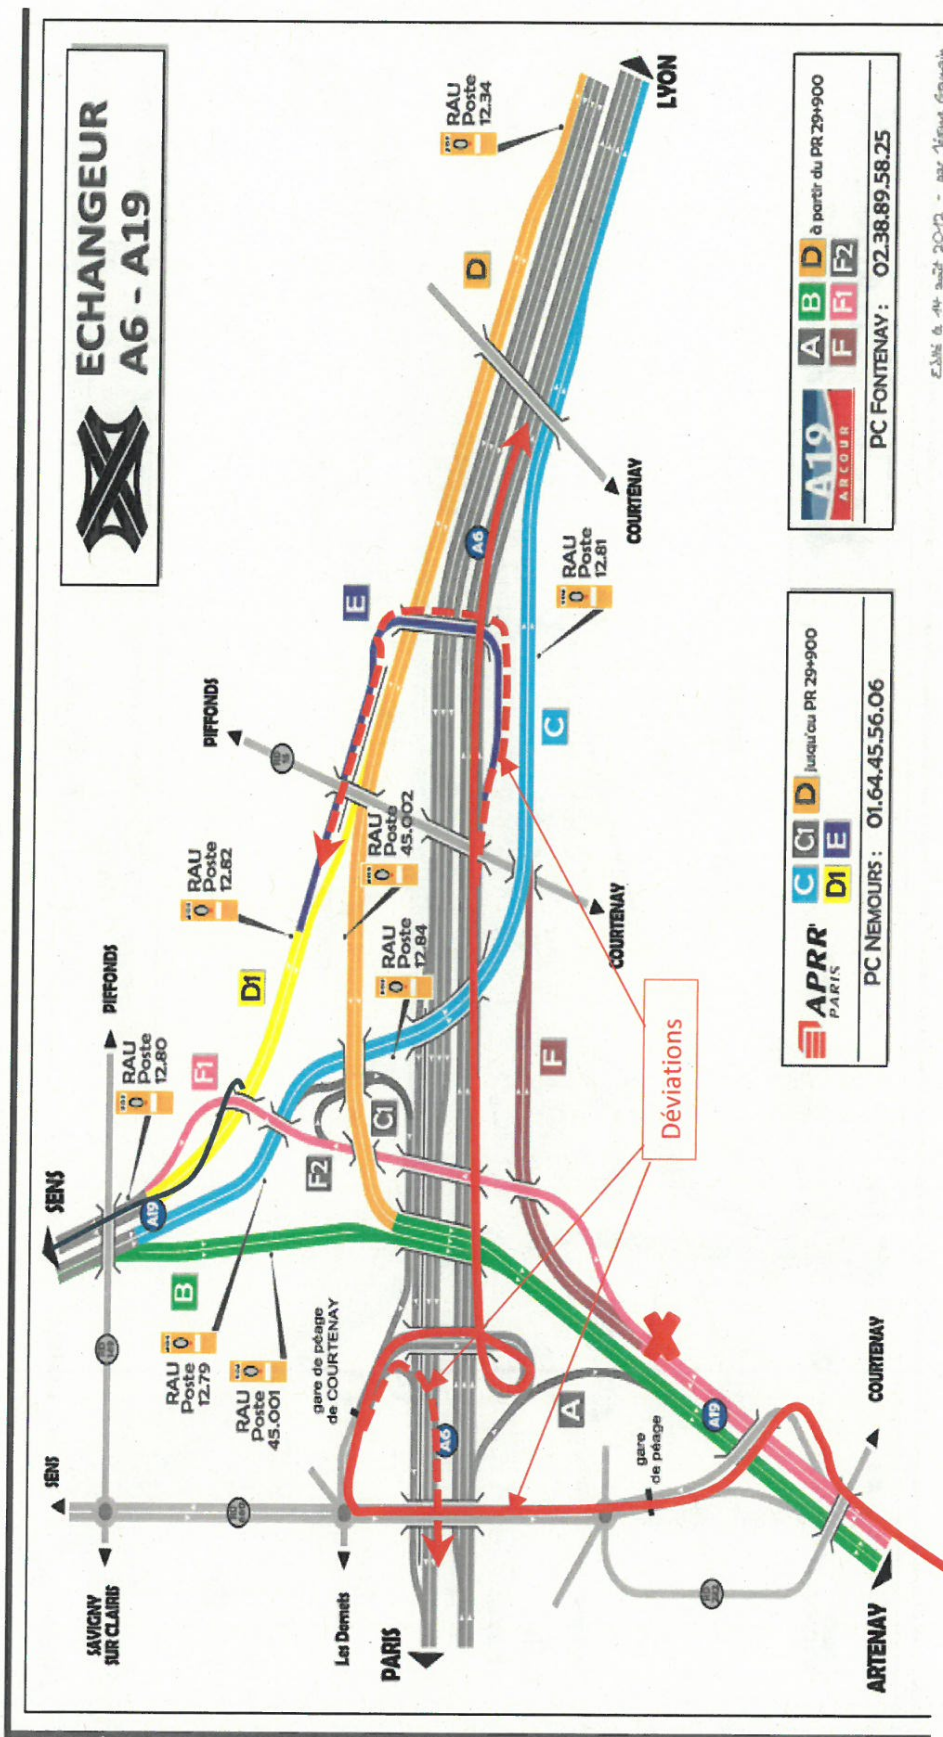 ECHANGEUR
A6 - A19
RAU
Poste
12.34
LYON
D
COURTENAY
A6
E
RAU
Poste
12.81
PIFFONDS
C
RAU
Poste
12.82
RAU
Poste
45.002
COURTENAY
PIFFONDS
D1
RAU
Poste
12.84
RAU
Poste
12.80
F1
C1
F
Déviations
SENS
A19
F2
B
RAU
Poste
12.79
RAU
Poste
45.001
gare de péage
de COURTENAY
A
A6
A19
COURTENAY
gare
de péage
SENS
SAVIGNY
SUR CLAIRIS
Les Dornets
PARIS
ARTENAY
APRR
PARIS
C C1 D jusqu'au PR 29+900
D1 E
PC NEMOURS : 01.64.45.56.06
A19
ARCOUR
A B D à partir du PR 29+900
F F1 F2
PC FONTENAY : 02.38.89.58.25